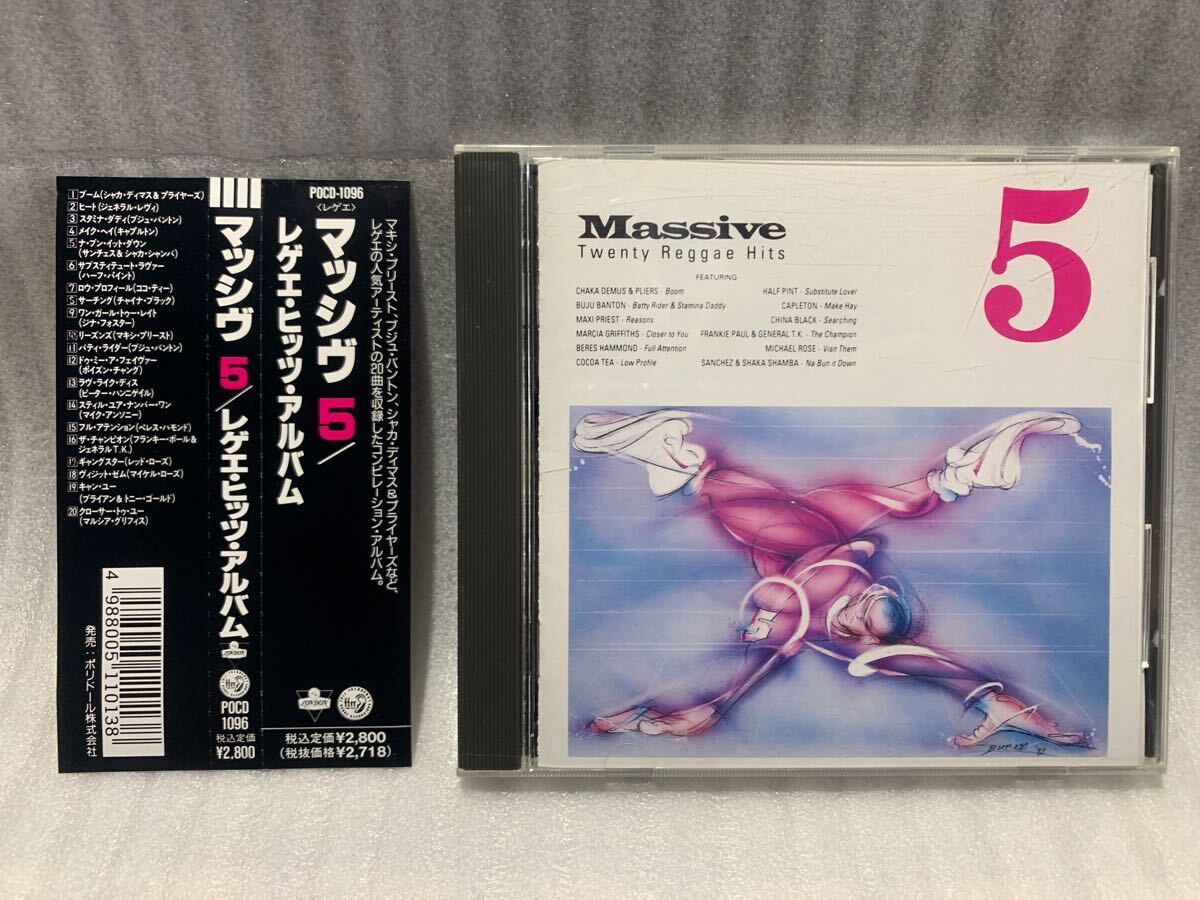 1 ブーム(シャカ・ディマス&プライヤーズ)
2 ヒート(ジェネラル・レヴィ)
3 スタミナ・ダディ(ブジュ・バントン)
4 メイク・ヘイ(キャプルトン)
5 ナ・ブン・イット・ダウン
(サンチェス&シャカ・シャンバ)
6 サブスティテュート・ラヴァー
(ハーフ・パイント)
7 ロウ・プロフィール(ココ・ティー)
8 サーチング(チャイナ・ブラック)
9 ワン・ガール・トゥー・レイト
(ジナ・フォスター)
10 リーズンズ(マキシ・プリースト)
11 バティ・ライダー(ブジュ・バントン)
12 ドゥ・ミー・ア・フェイヴァー
(ポイズン・チャング)
13 ラヴ・ライク・ディス
(ピーター・ハンニゲイル)
14 スティル・ユア・ナンバー・ワン
(マイク・アンソニー)
15 フル・アテンション(ベレス・ハモンド)
16 ザ・チャンピオン(フランキー・ポール&
ジェネラルT.K.)
17 ギャングスター(レッド・ローズ)
18 ヴィジット・ゼム(マイケル・ローズ)
19 キャン・ユー
(ブライアン&トニー・ゴールド)
20 クローサー・トゥ・ユー
(マルシア・グリフィス)
4 988005 110138
発売:ポリドール株式会社
マッシヴ 5/レゲエ・ヒッツ・アルバム
LONDON
ffrr
POCD
1096
税込定価
¥2,800
POCD-1096
〈レゲエ〉
マッシヴ 5/
レゲエ・ヒッツ・アルバム
マキシ・プリースト、ブジュ・バントン、シャカ・ディマス&プライヤーズなど、
レゲエの人気アーティストの20曲を収録したコンピレーション・アルバム。
LONDON
ffrr
税込定価¥2,800
(税抜価格¥2,718)
Massive
Twenty Reggae Hits
5
FEATURING
CHAKA DEMUS & PLIERS - Boom
BUJU BANTON - Batty Rider & Stamina Daddy
MAXI PRIEST - Reasons
MARCIA GRIFFITHS - Closer to You
BERES HAMMOND - Full Attention
COCOA TEA - Low Profile
HALF PINT - Substitute Lover
CAPLETON - Make Hay
CHINA BLACK - Searching
FRANKIE PAUL & GENERAL T.K. - The Champion
MICHAEL ROSE - Visit Them
SANCHEZ & SHAKA SHAMBA - Na Bun it Down
5